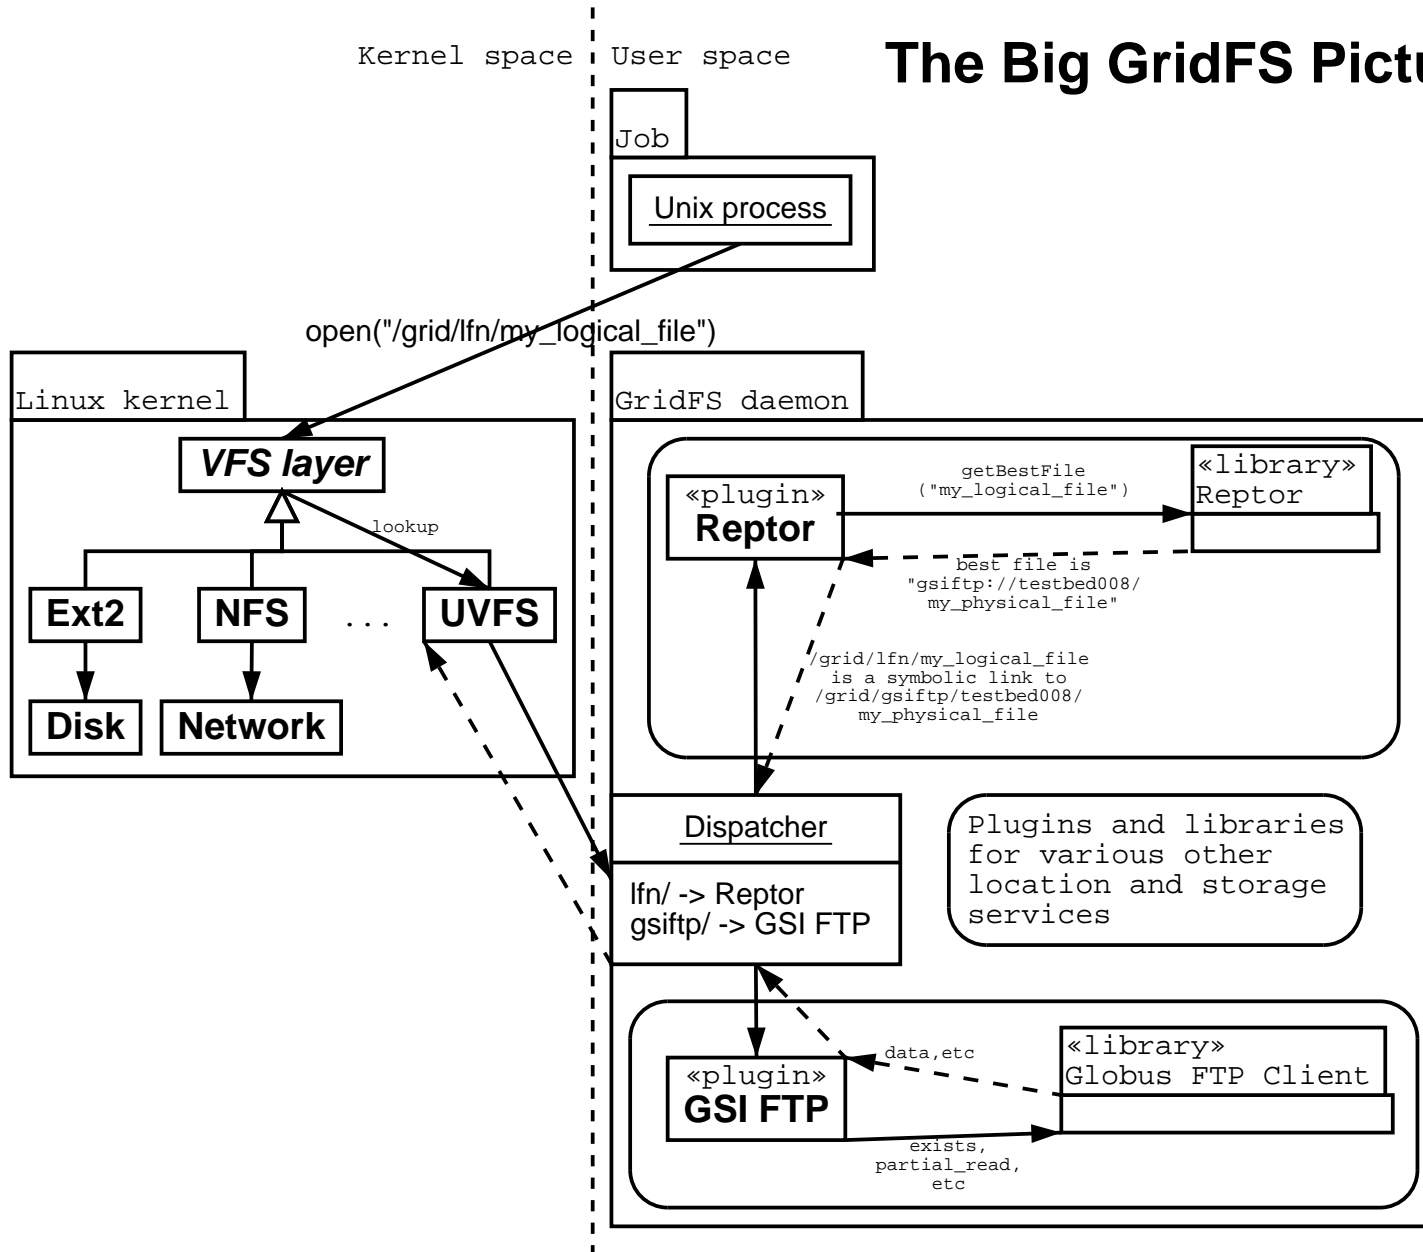 Kernel space
User space
The Big GridFS Pictu
Job
Unix process
open("/grid/lfn/my_logical_file")
Linux kernel
VFS layer
lookup
Ext2
NFS
...
UVFS
Disk
Network
GridFS daemon
«plugin»
Reptor
getBestFile
("my_logical_file")
«library»
Reptor
best file is
"gsiftp://testbed008/
my_physical_file"
/grid/lfn/my_logical_file
is a symbolic link to
/grid/gsiftp/testbed008/
my_physical_file
Dispatcher
lfn/ -> Reptor
gsiftp/ -> GSI FTP
Plugins and libraries
for various other
location and storage
services
«plugin»
GSI FTP
data,etc
«library»
Globus FTP Client
exists,
partial_read,
etc